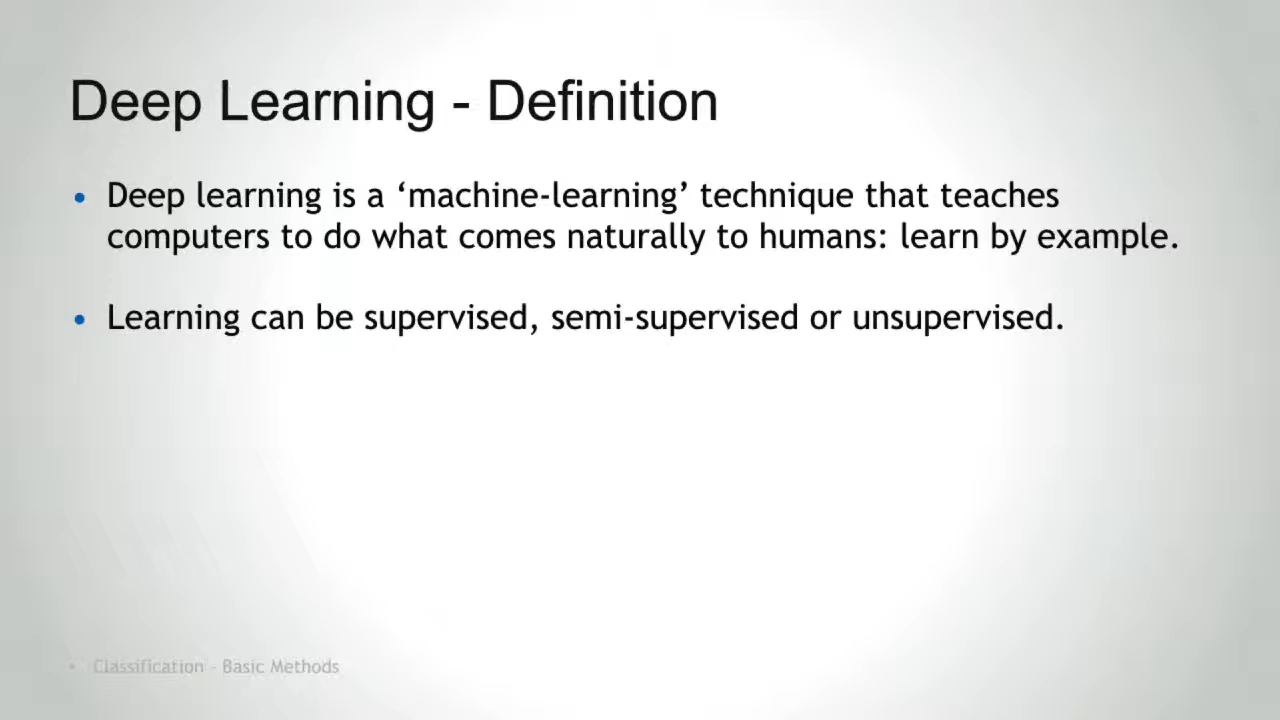 Deep Learning - Definition
• Deep learning is a ‘machine-learning’ technique that teaches
computers to do what comes naturally to humans: learn by example.
• Learning can be supervised, semi-supervised or unsupervised.
• Classification - Basic Methods